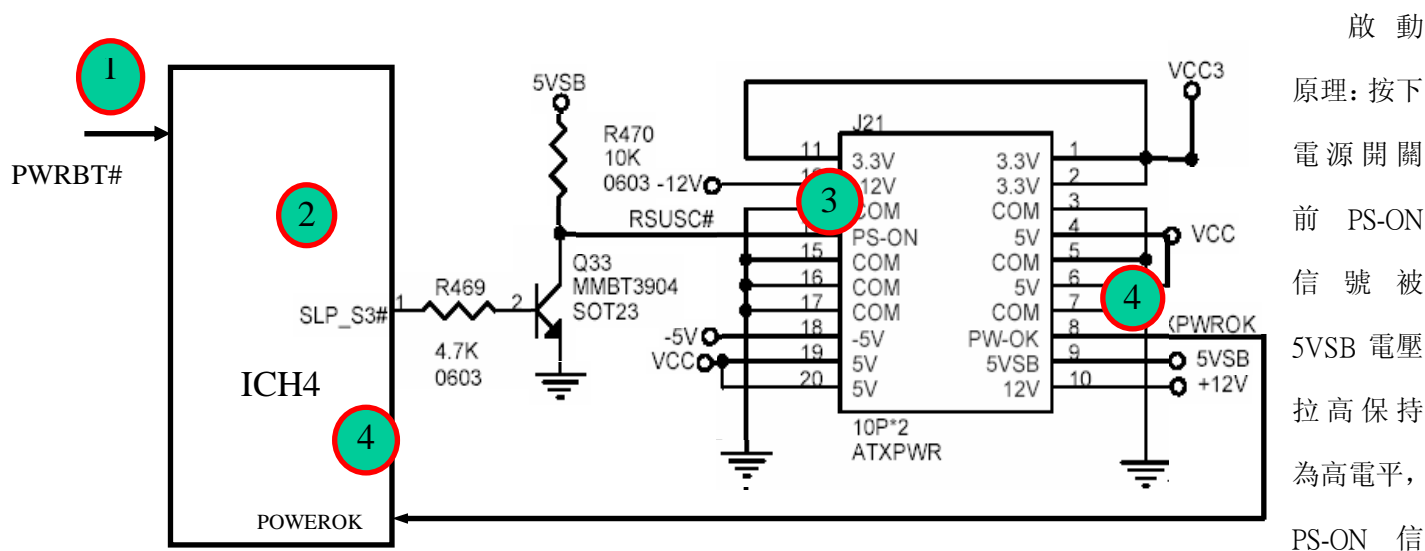 1
PWRBT#
2
ICH4
SLP_S3#
4
POWEROK
5VSB
R470
10K
0603
-12V
RSUSC#
1
R469
2
4.7K
0603
Q33
MMBT3904
SOT23
-5V
VCC
J21
11 3.3V
12V
3
COM
PS-ON
15 COM
16 COM
17 COM
18 -5V
19 5V
20 5V
3.3V 1
3.3V 2
COM 3
5V 4
COM 5
5V 6
COM 7
PW-OK 8
5VSB 9
12V 10
10P*2
ATXPWR
VCC3
VCC
4
PWROK
5VSB
+12V
啟動
原理：按下
電源開關
前 PS-ON
信號被
5VSB 電壓
拉高保持
為高電平，
PS-ON 信